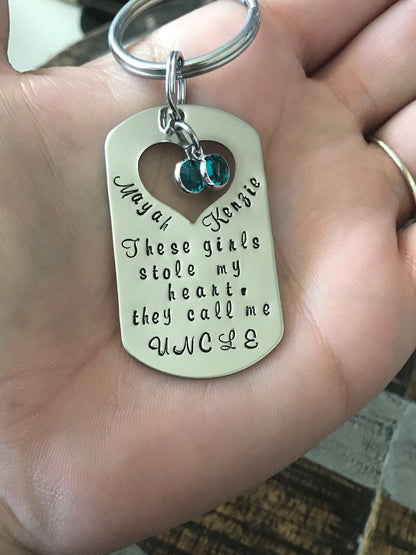 Mayah Kenzie
These girls
stole my
heart,
they call me
UNCLE